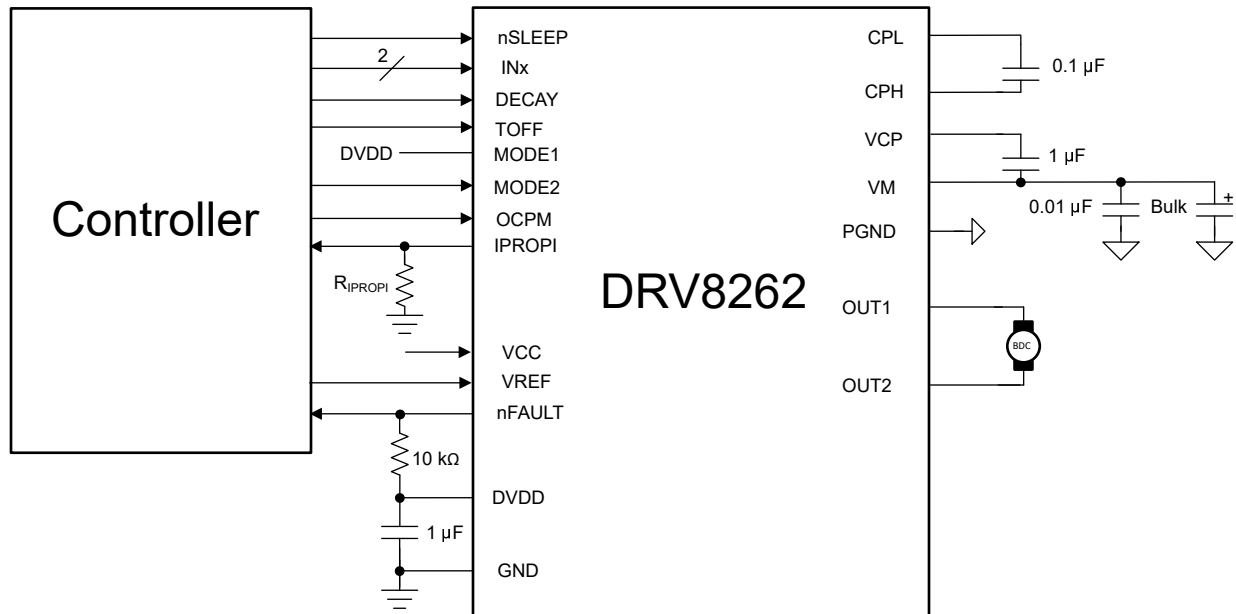 Controller
2
DVDD
R_IPROPI
10 kΩ
1 µF
nSLEEP
INx
DECAY
TOFF
MODE1
MODE2
OCPM
IPROPI
VCC
VREF
nFAULT
DVDD
GND
DRV8262
CPL
CPH
VCP
VM
PGND
OUT1
OUT2
0.1 µF
1 µF
0.01 µF
Bulk
+
BDC